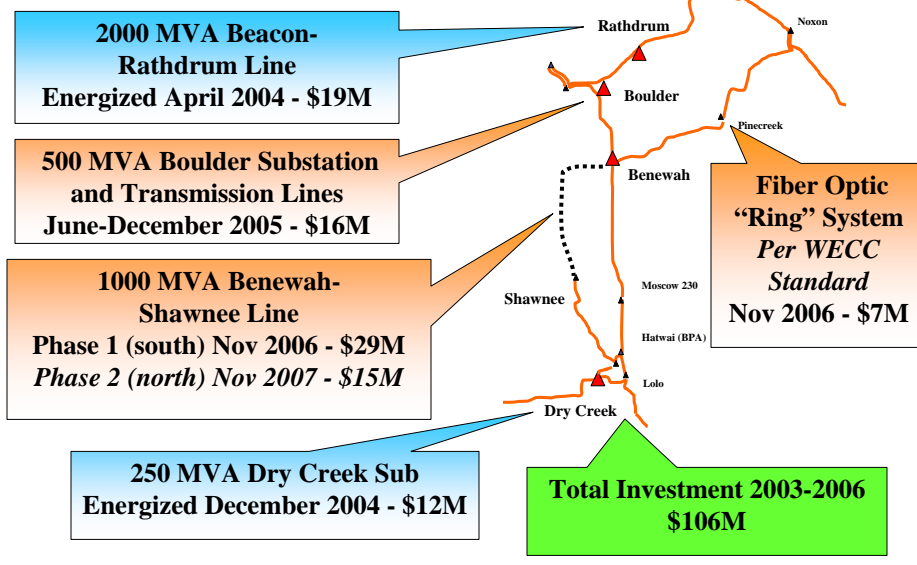 2000 MVA Beacon-
Rathdrum Line
Energized April 2004 - $19M
Rathdrum
Noxon
Boulder
Pinecreek
500 MVA Boulder Substation
and Transmission Lines
June-December 2005 - $16M
Benewah
Fiber Optic
“Ring” System
Per WECC
Standard
Nov 2006 - $7M
1000 MVA Benewah-
Shawnee Line
Phase 1 (south) Nov 2006 - $29M
Phase 2 (north) Nov 2007 - $15M
Shawnee
Moscow 230
Hatwai (BPA)
Lolo
Dry Creek
250 MVA Dry Creek Sub
Energized December 2004 - $12M
Total Investment 2003-2006
$106M